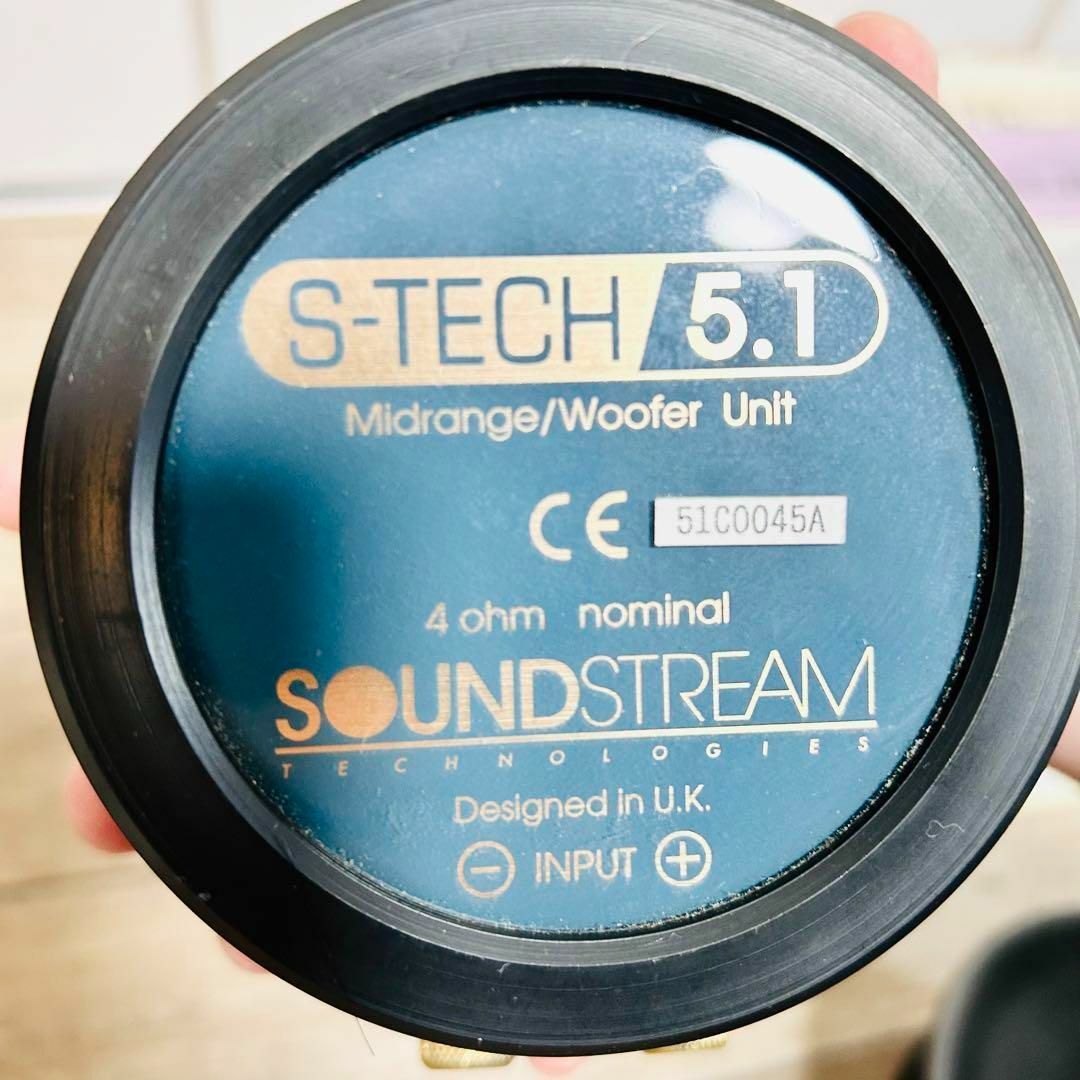 S-TECH 5.1
Midrange/Woofer Unit
CE 51C0045A
4 ohm nominal
SOUNDSTREAM
TECHNOLOGIES
Designed in U.K.
- INPUT +